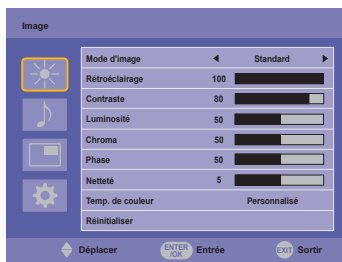 Image
Mode d'image Standard
Rétroéclairage 100
Contraste 80
Luminosité 50
Chroma 50
Phase 50
Netteté 5
Temp. de couleur Personnalisé
Réinitialiser
Déplacer ENTER /OK Entrée EXIT Sortir